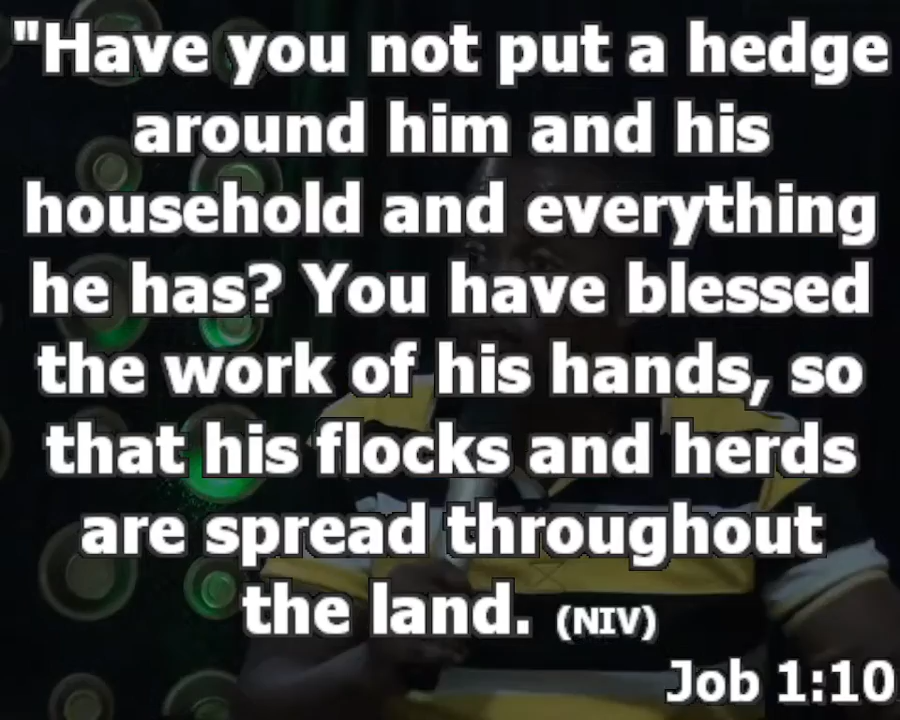 "Have you not put a hedge
around him and his
household and everything
he has? You have blessed
the work of his hands, so
that his flocks and herds
are spread throughout
the land. (NIV)
Job 1:10